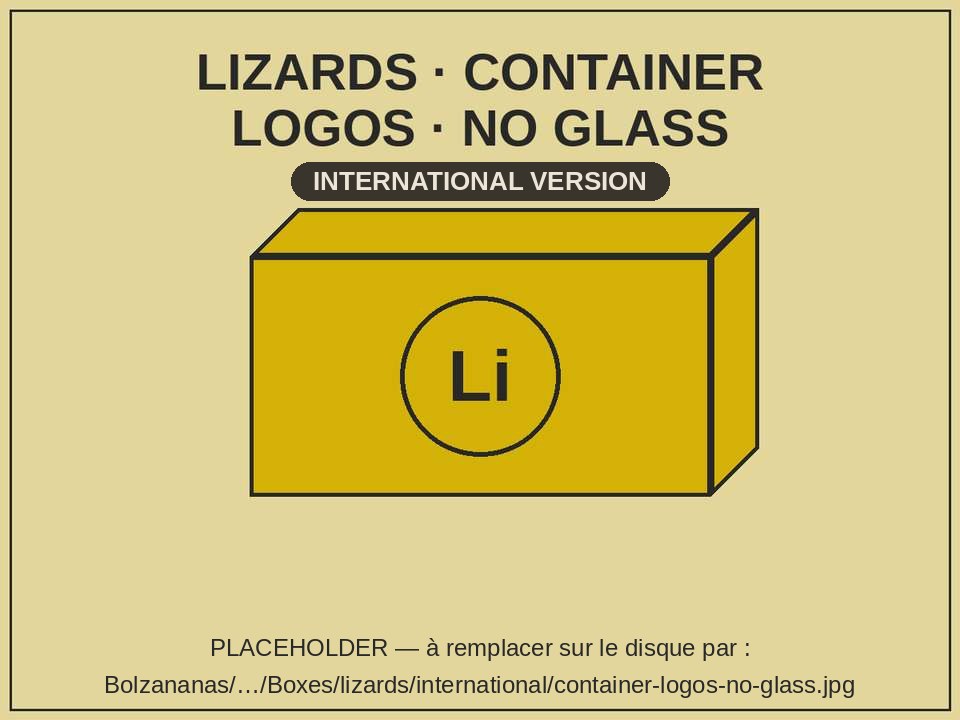 LIZARDS · CONTAINER
LOGOS · NO GLASS
INTERNATIONAL VERSION
Li
PLACEHOLDER — à remplacer sur le disque par :
Bolzananas/…/Boxes/lizards/international/container-logos-no-glass.jpg